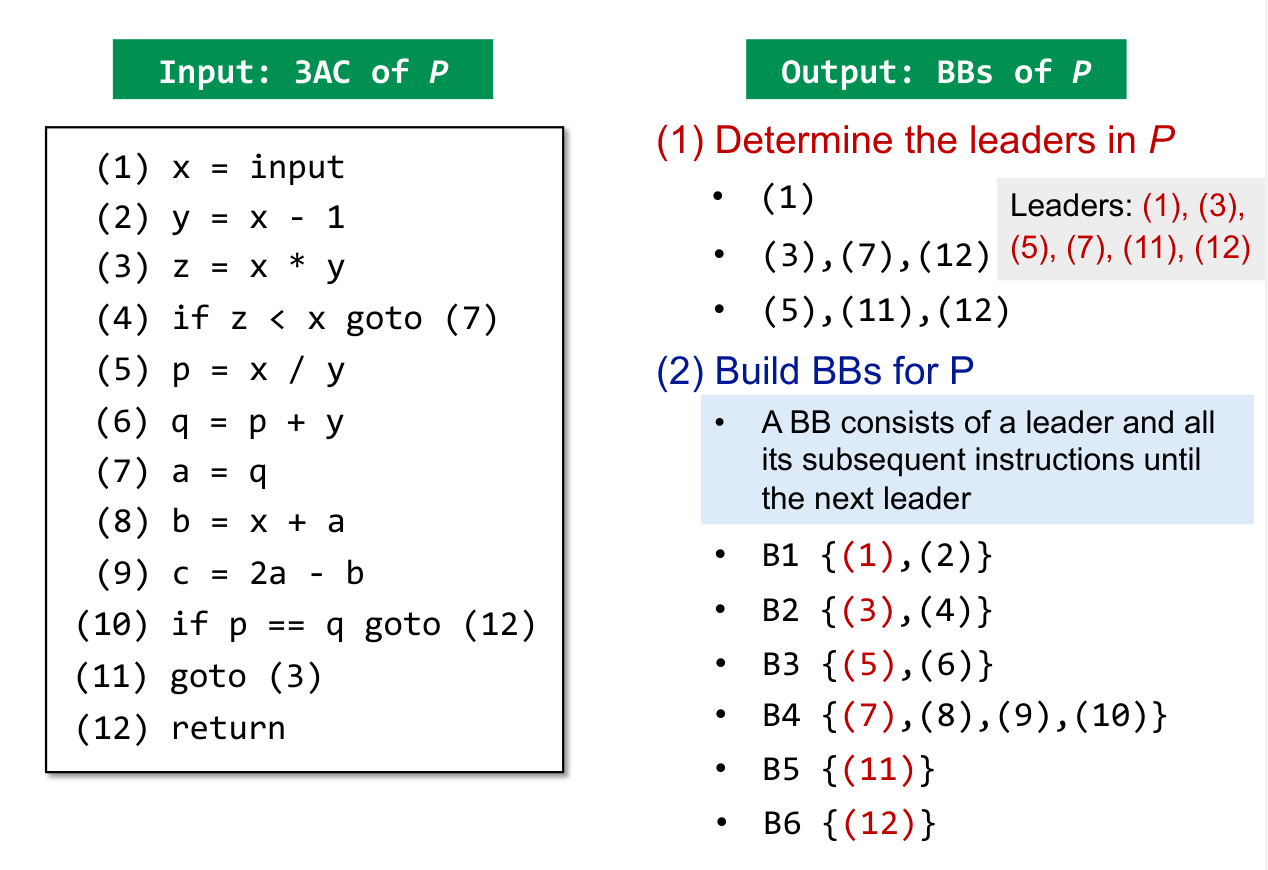 Input: 3AC of P
(1) x = input
(2) y = x - 1
(3) z = x * y
(4) if z < x goto (7)
(5) p = x / y
(6) q = p + y
(7) a = q
(8) b = x + a
(9) c = 2a - b
(10) if p == q goto (12)
(11) goto (3)
(12) return
Output: BBs of P
(1) Determine the leaders in P
• (1)
• (3),(7),(12)
• (5),(11),(12)
Leaders: (1), (3),
(5), (7), (11), (12)
(2) Build BBs for P
• A BB consists of a leader and all
its subsequent instructions until
the next leader
• B1 {(1),(2)}
• B2 {(3),(4)}
• B3 {(5),(6)}
• B4 {(7),(8),(9),(10)}
• B5 {(11)}
• B6 {(12)}